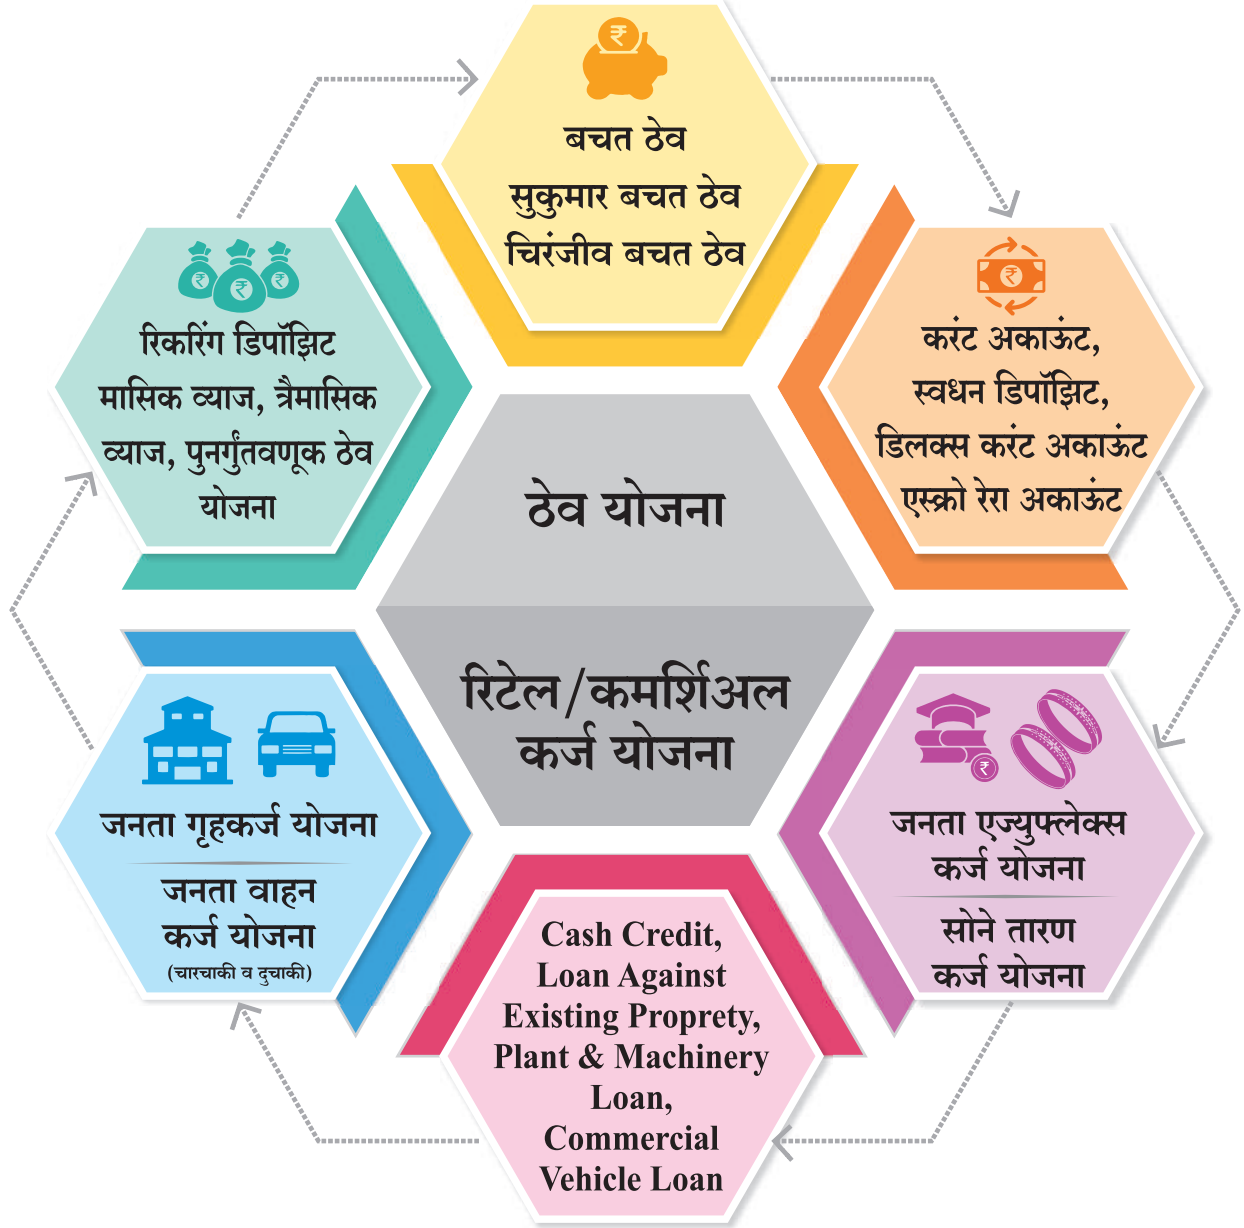 बचत ठेव
सुकुमार बचत ठेव
चिरंजीव बचत ठेव
करंट अकाऊंट,
स्वधन डिपॉझिट,
डिलक्स करंट अकाऊंट
एस्क्रो रेरा अकाऊंट
रिकरिंग डिपॉझिट
मासिक व्याज, त्रैमासिक
व्याज, पुनर्गुंतवणूक ठेव
योजना
ठेव योजना
रिटेल/कमर्शिअल
कर्ज योजना
जनता एज्युफ्लेक्स
कर्ज योजना
सोने तारण
कर्ज योजना
Cash Credit,
Loan Against
Existing Proprety,
Plant & Machinery
Loan,
Commercial
Vehicle Loan
जनता गृहकर्ज योजना
जनता वाहन
कर्ज योजना
(चारचाकी व दुचाकी)